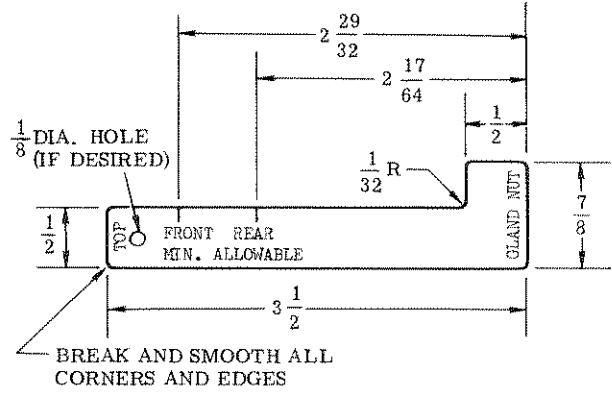 2 29/32
2 17/64
1/2
1/8 DIA. HOLE
(IF DESIRED)
1/32 R
1/2
TOP
FRONT REAR
MIN. ALLOWABLE
GLAND NUT
7/8
3 1/2
BREAK AND SMOOTH ALL
CORNERS AND EDGES